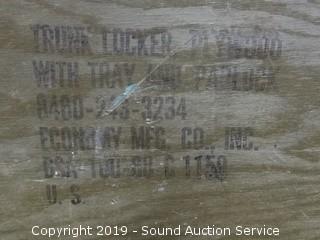 TRUNK LOCKER, PLYWOOD
WITH TRAY AND PADLOCK
8460-243-3234
ECONOMY MFG. CO., INC.
DSA-100-
U. S.
Copyright 2019 - Sound Auction Service